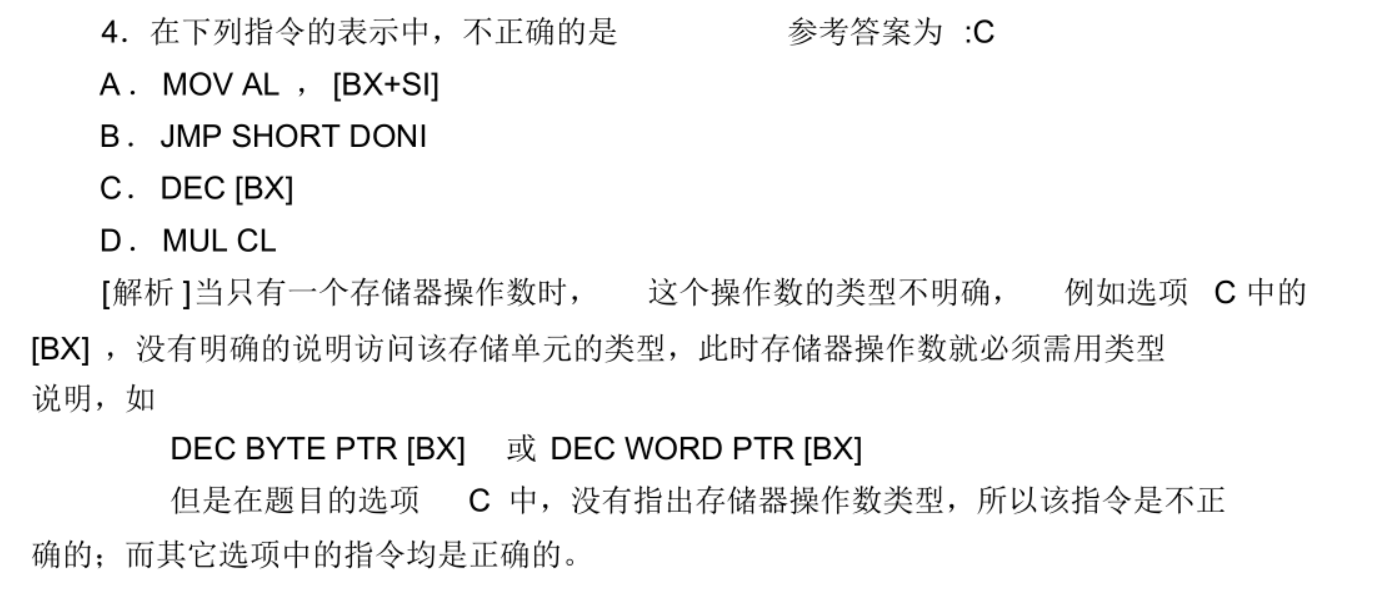 4．在下列指令的表示中，不正确的是 参考答案为 :C
A． MOV AL ， [BX+SI]
B． JMP SHORT DONI
C． DEC [BX]
D． MUL CL
[解析 ]当只有一个存储器操作数时， 这个操作数的类型不明确， 例如选项 C 中的
[BX] ，没有明确的说明访问该存储单元的类型，此时存储器操作数就必须需用类型
说明，如
DEC BYTE PTR [BX] 或 DEC WORD PTR [BX]
但是在题目的选项 C 中，没有指出存储器操作数类型，所以该指令是不正
确的；而其它选项中的指令均是正确的。